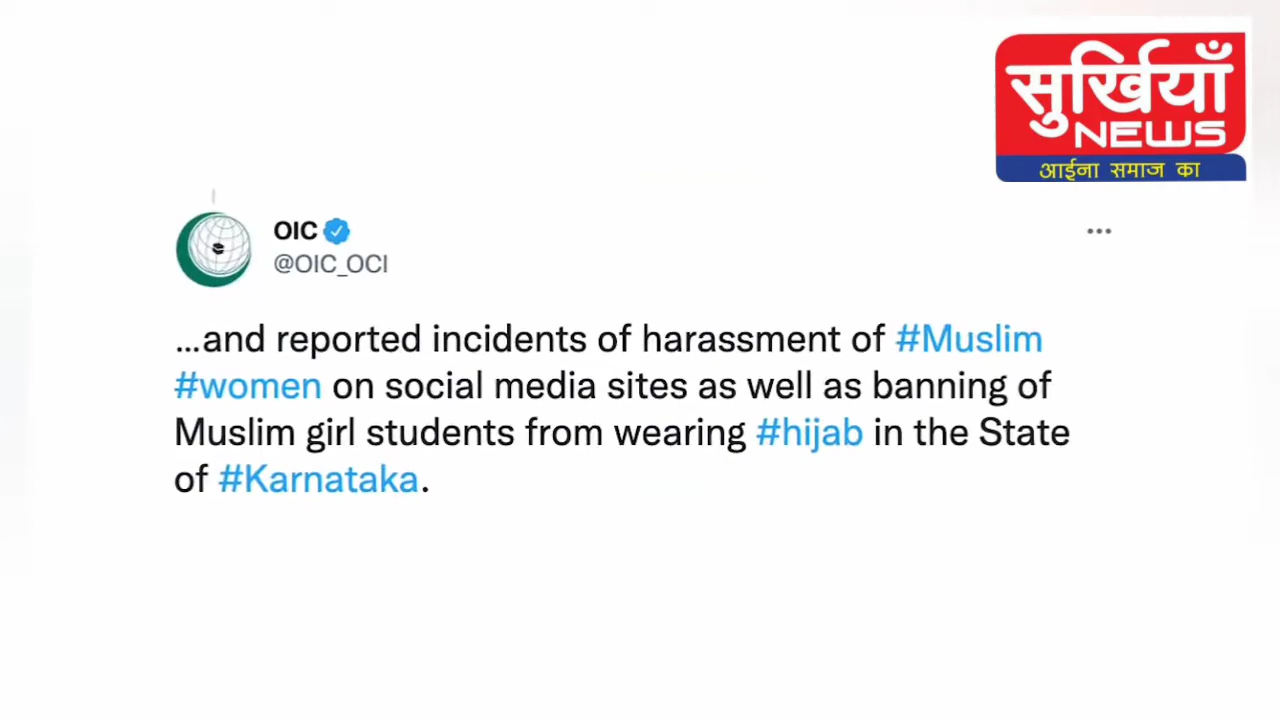 सुर्खियाँ
NEWS
आईना समाज का
OIC
@OIC_OCI
...and reported incidents of harassment of #Muslim
#women on social media sites as well as banning of
Muslim girl students from wearing #hijab in the State
of #Karnataka.